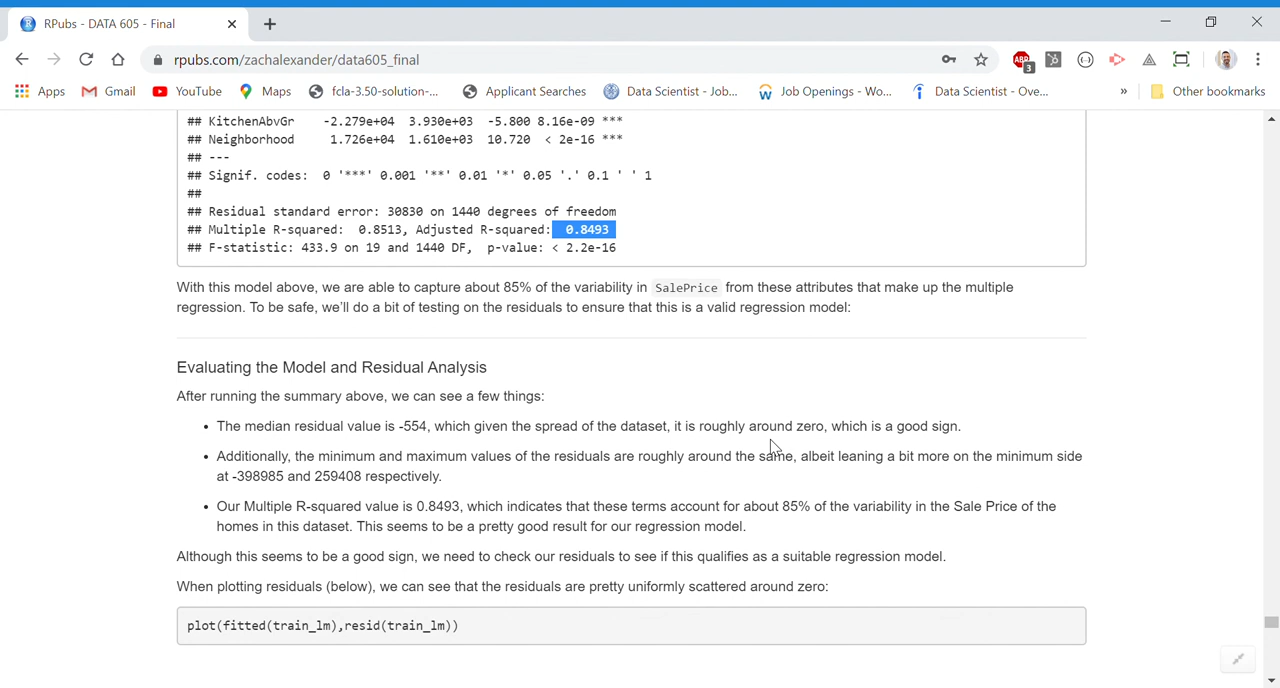 RPubs - DATA 605 - Final
rpubs.com/zachalexander/data605_final
ABP
3
Apps
Gmail
YouTube
Maps
fcla-3.50-solution-...
Applicant Searches
Data Scientist - Job...
Job Openings - Wo...
Data Scientist - Ove...
»
Other bookmarks
## KitchenAbvGr -2.279e+04 3.930e+03 -5.800 8.16e-09 ***
## Neighborhood 1.726e+04 1.610e+03 10.720 < 2e-16 ***
## ---
## Signif. codes: 0 '***' 0.001 '**' 0.01 '*' 0.05 '.' 0.1 ' ' 1
##
## Residual standard error: 30830 on 1440 degrees of freedom
## Multiple R-squared: 0.8513, Adjusted R-squared: 0.8493
## F-statistic: 433.9 on 19 and 1440 DF, p-value: < 2.2e-16
With this model above, we are able to capture about 85% of the variability in SalePrice from these attributes that make up the multiple
regression. To be safe, we'll do a bit of testing on the residuals to ensure that this is a valid regression model:
Evaluating the Model and Residual Analysis
After running the summary above, we can see a few things:
• The median residual value is -554, which given the spread of the dataset, it is roughly around zero, which is a good sign.
• Additionally, the minimum and maximum values of the residuals are roughly around the same, albeit leaning a bit more on the minimum side
at -398985 and 259408 respectively.
• Our Multiple R-squared value is 0.8493, which indicates that these terms account for about 85% of the variability in the Sale Price of the
homes in this dataset. This seems to be a pretty good result for our regression model.
Although this seems to be a good sign, we need to check our residuals to see if this qualifies as a suitable regression model.
When plotting residuals (below), we can see that the residuals are pretty uniformly scattered around zero:
plot(fitted(train_lm),resid(train_lm))